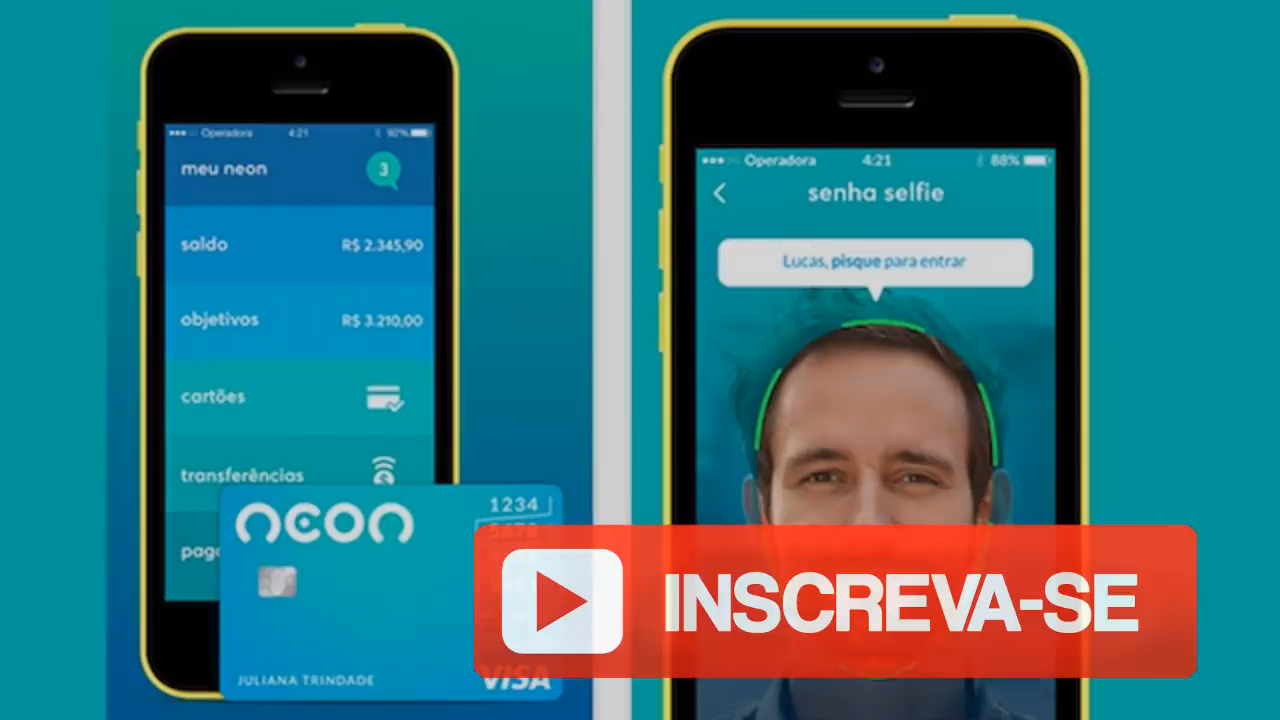 Operadora 4:21 92%
meu neon 3
saldo R$ 2.345,90
objetivos R$ 3.210,00
cartões
transferências
neon 1234
5678
JULIANA TRINDADE
VISA
Operadora 4:21 88%
senha selfie
Lucas, pisque para entrar
INSCREVA-SE